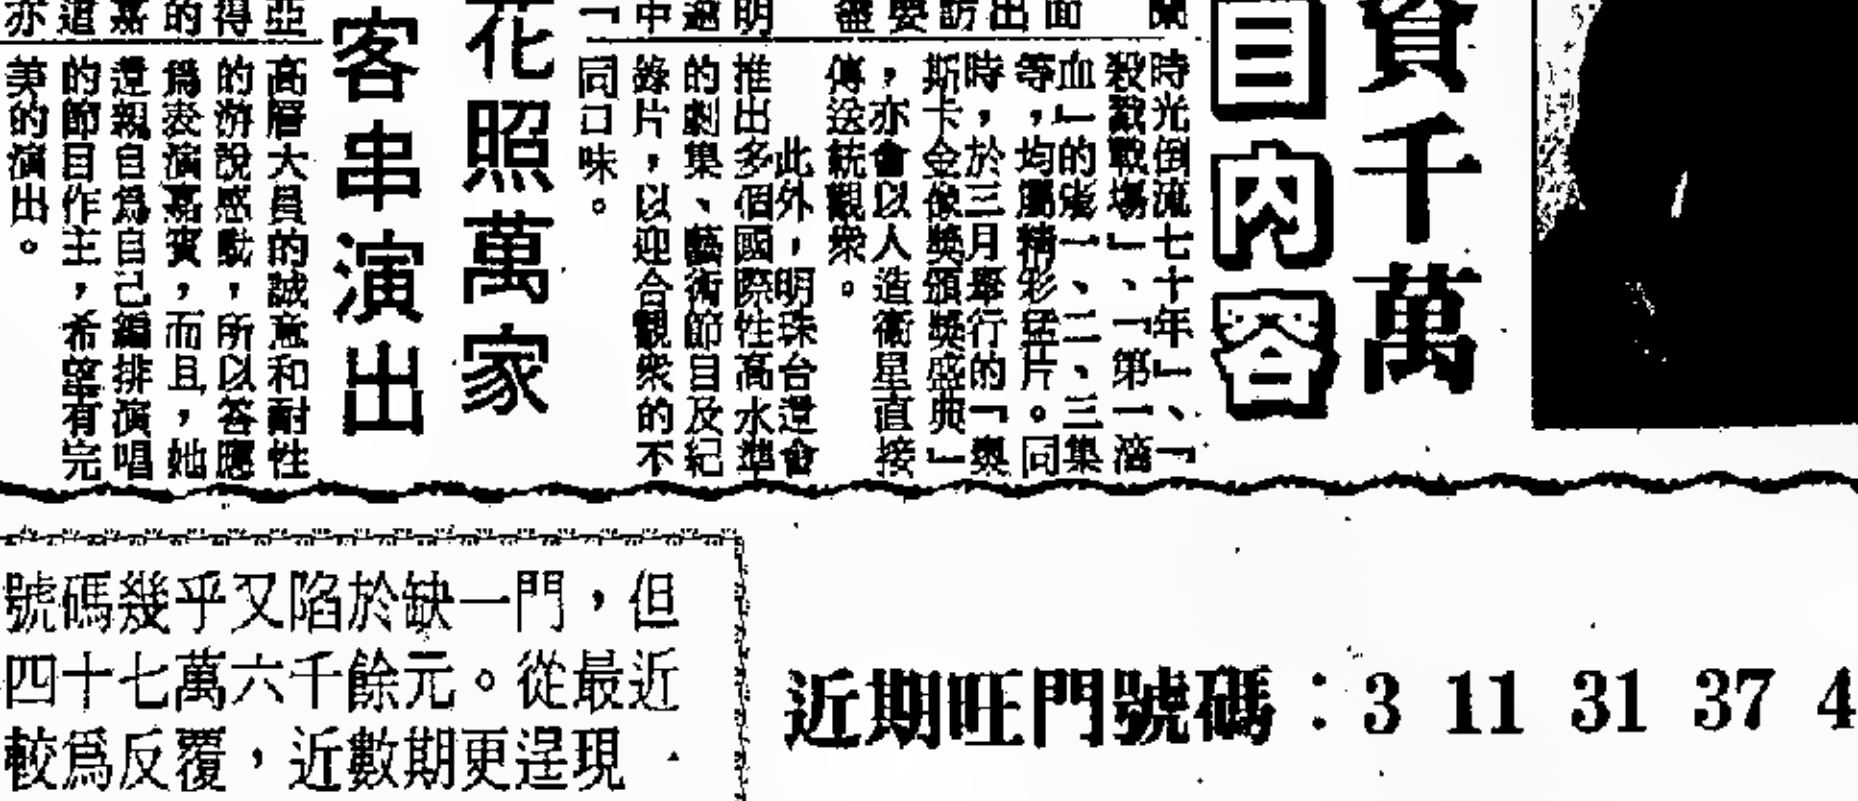 資千萬
目內容
時光倒流七十年」、「
殺戮戰場」、「第一滴
血」的第一、二、三集
等，均屬精彩猛片。同
時，於三月舉行的「奧
斯卡金像獎頒獎盛典」
，亦會以人造衛星直接
傳送給觀衆。
此外，明珠台還會
推出多個國際性高水準
的劇集、藝術節目及紀
錄片，以迎合觀衆的不
同口味。
花照萬家
客串演出
高層大員的誠意和耐性
的游說感動，所以答應
爲表演嘉賓，而且，她
還親自爲自己編排演唱
的節目作主，希望有完
美的演出。
號碼幾乎又陷於缺一門，但
四十七萬六千餘元。從最近
較爲反覆，近數期更呈現
近期旺門號碼：3 11 31 37 4